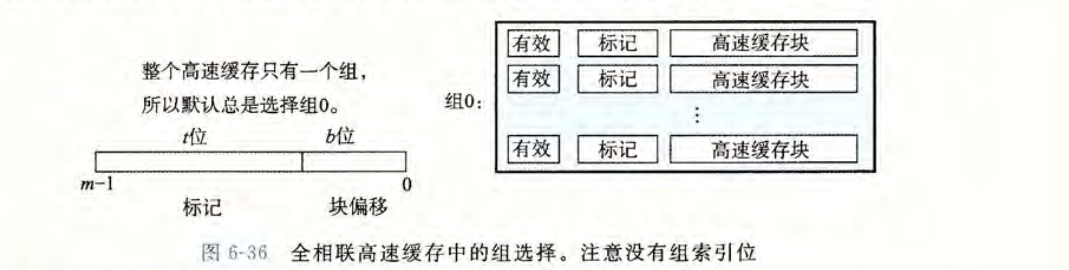 整个高速缓存只有一个组，
所以默认总是选择组0。
t位 b位
m-1 0
标记 块偏移
组0：
有效 标记 高速缓存块
有效 标记 高速缓存块
⋮
有效 标记 高速缓存块
图 6-36 全相联高速缓存中的组选择。注意没有组索引位